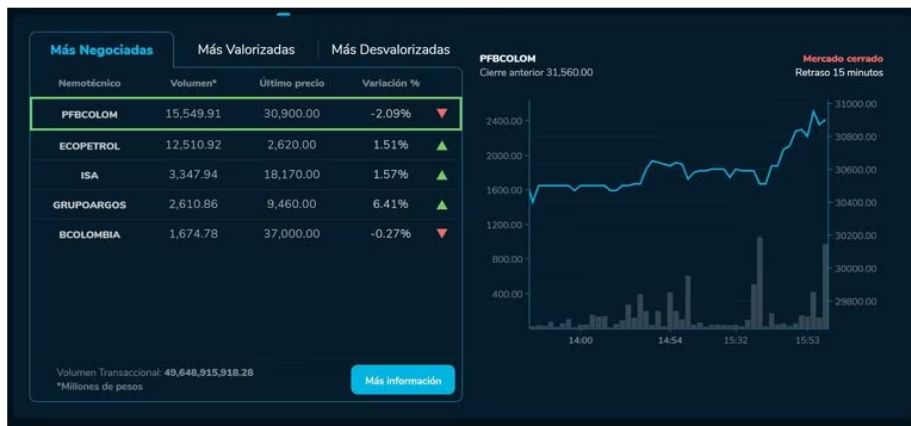 Más Negociadas Más Valorizadas Más Desvalorizadas
Nemotécnico Volumen* Último precio Variación %
PFBCOLOM 15,549.91 30,900.00 -2.09% ▼
ECOPETROL 12,510.92 2,620.00 1.51% ▲
ISA 3,347.94 18,170.00 1.57% ▲
GRUPOARGOS 2,610.86 9,460.00 6.41% ▲
BCOLOMBIA 1,674.78 37,000.00 -0.27% ▼
Volumen Transaccional: 49,648,915,918.28
*Millones de pesos
Más información
PFBCOLOM Mercado cerrado
Cierre anterior 31,560.00 Retraso 15 minutos
31000.00
2400.00
30800.00
2000.00
30600.00
1600.00
30400.00
1200.00
30200.00
800.00
30000.00
400.00
29800.00
14:00 14:54 15:32 15:53